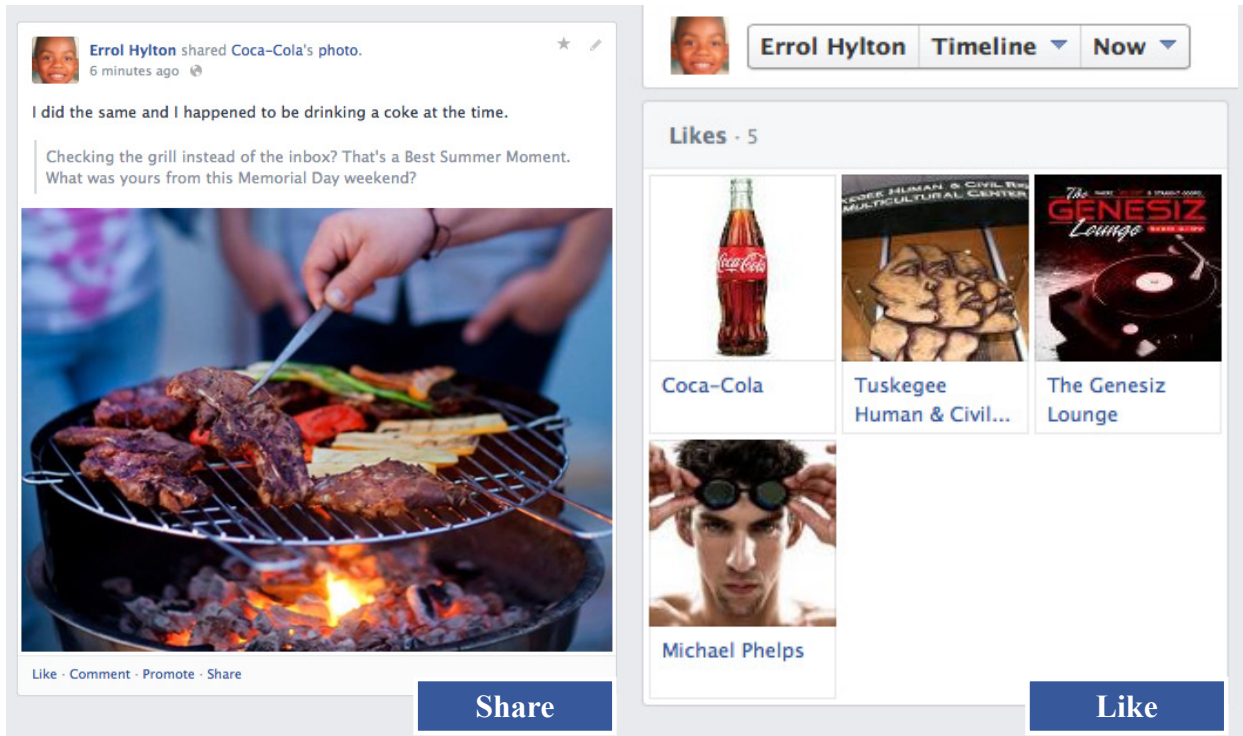 Errol Hylton shared Coca-Cola's photo.
6 minutes ago
I did the same and I happened to be drinking a coke at the time.
Checking the grill instead of the inbox? That's a Best Summer Moment.
What was yours from this Memorial Day weekend?
Like · Comment · Promote · Share
Share
Errol Hylton Timeline Now
Likes · 5
Coca-Cola
HUMAN & CIVIL
MULTICULTURAL CENTER
The
GENESIZ
Lounge
Coca-Cola
Tuskegee
Human & Civil...
The Genesiz
Lounge
Michael Phelps
Like